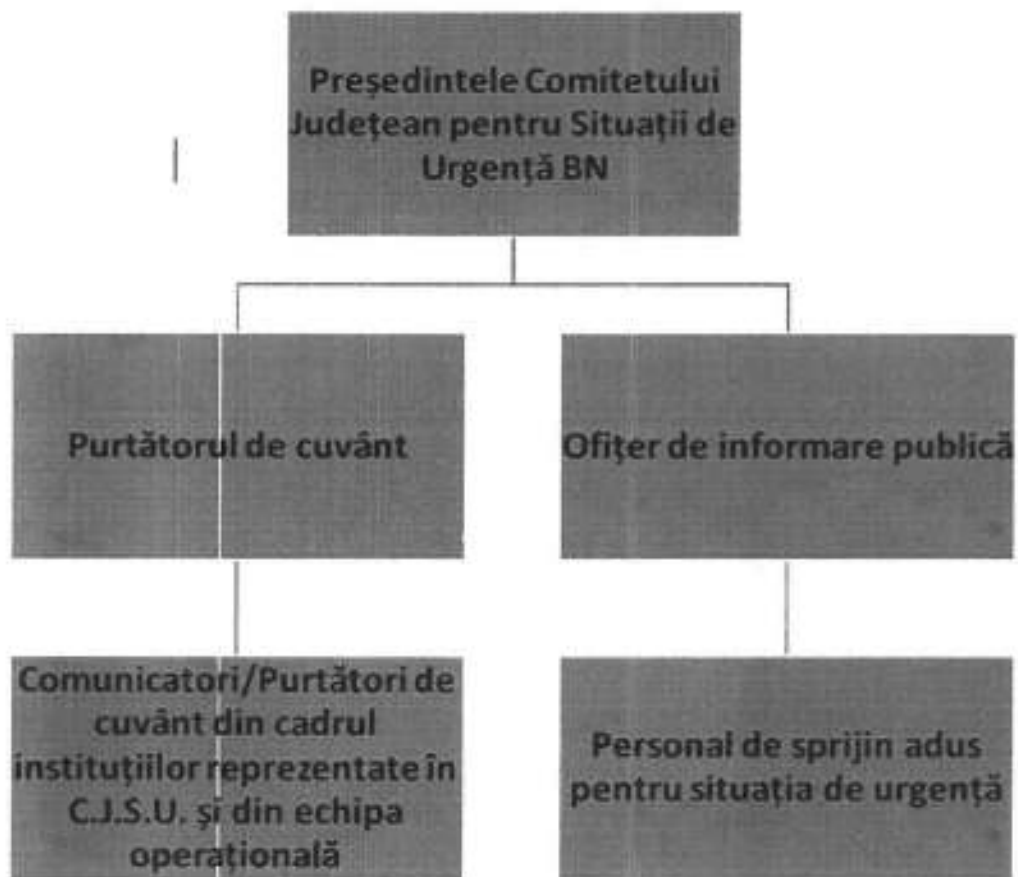 Președintele Comitetului
Județean pentru Situații de
Urgență BN
Purtătorul de cuvânt
Ofițer de informare publică
Comunicatori/Purtători de
cuvânt din cadrul
instituțiilor reprezentate în
C.J.S.U. și din echipa
operațională
Personal de sprijin adus
pentru situația de urgență